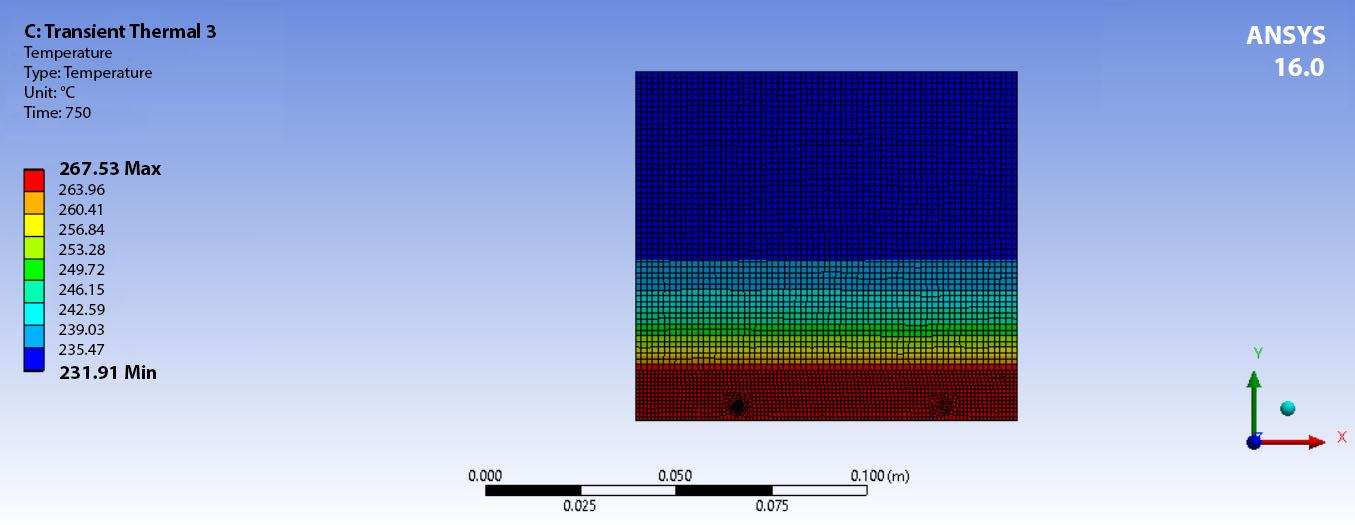 C: Transient Thermal 3
Temperature
Type: Temperature
Unit: °C
Time: 750
ANSYS
16.0
267.53 Max
263.96
260.41
256.84
253.28
249.72
246.15
242.59
239.03
235.47
231.91 Min
0.000 0.050 0.100 (m)
0.025 0.075
Y
X
Z